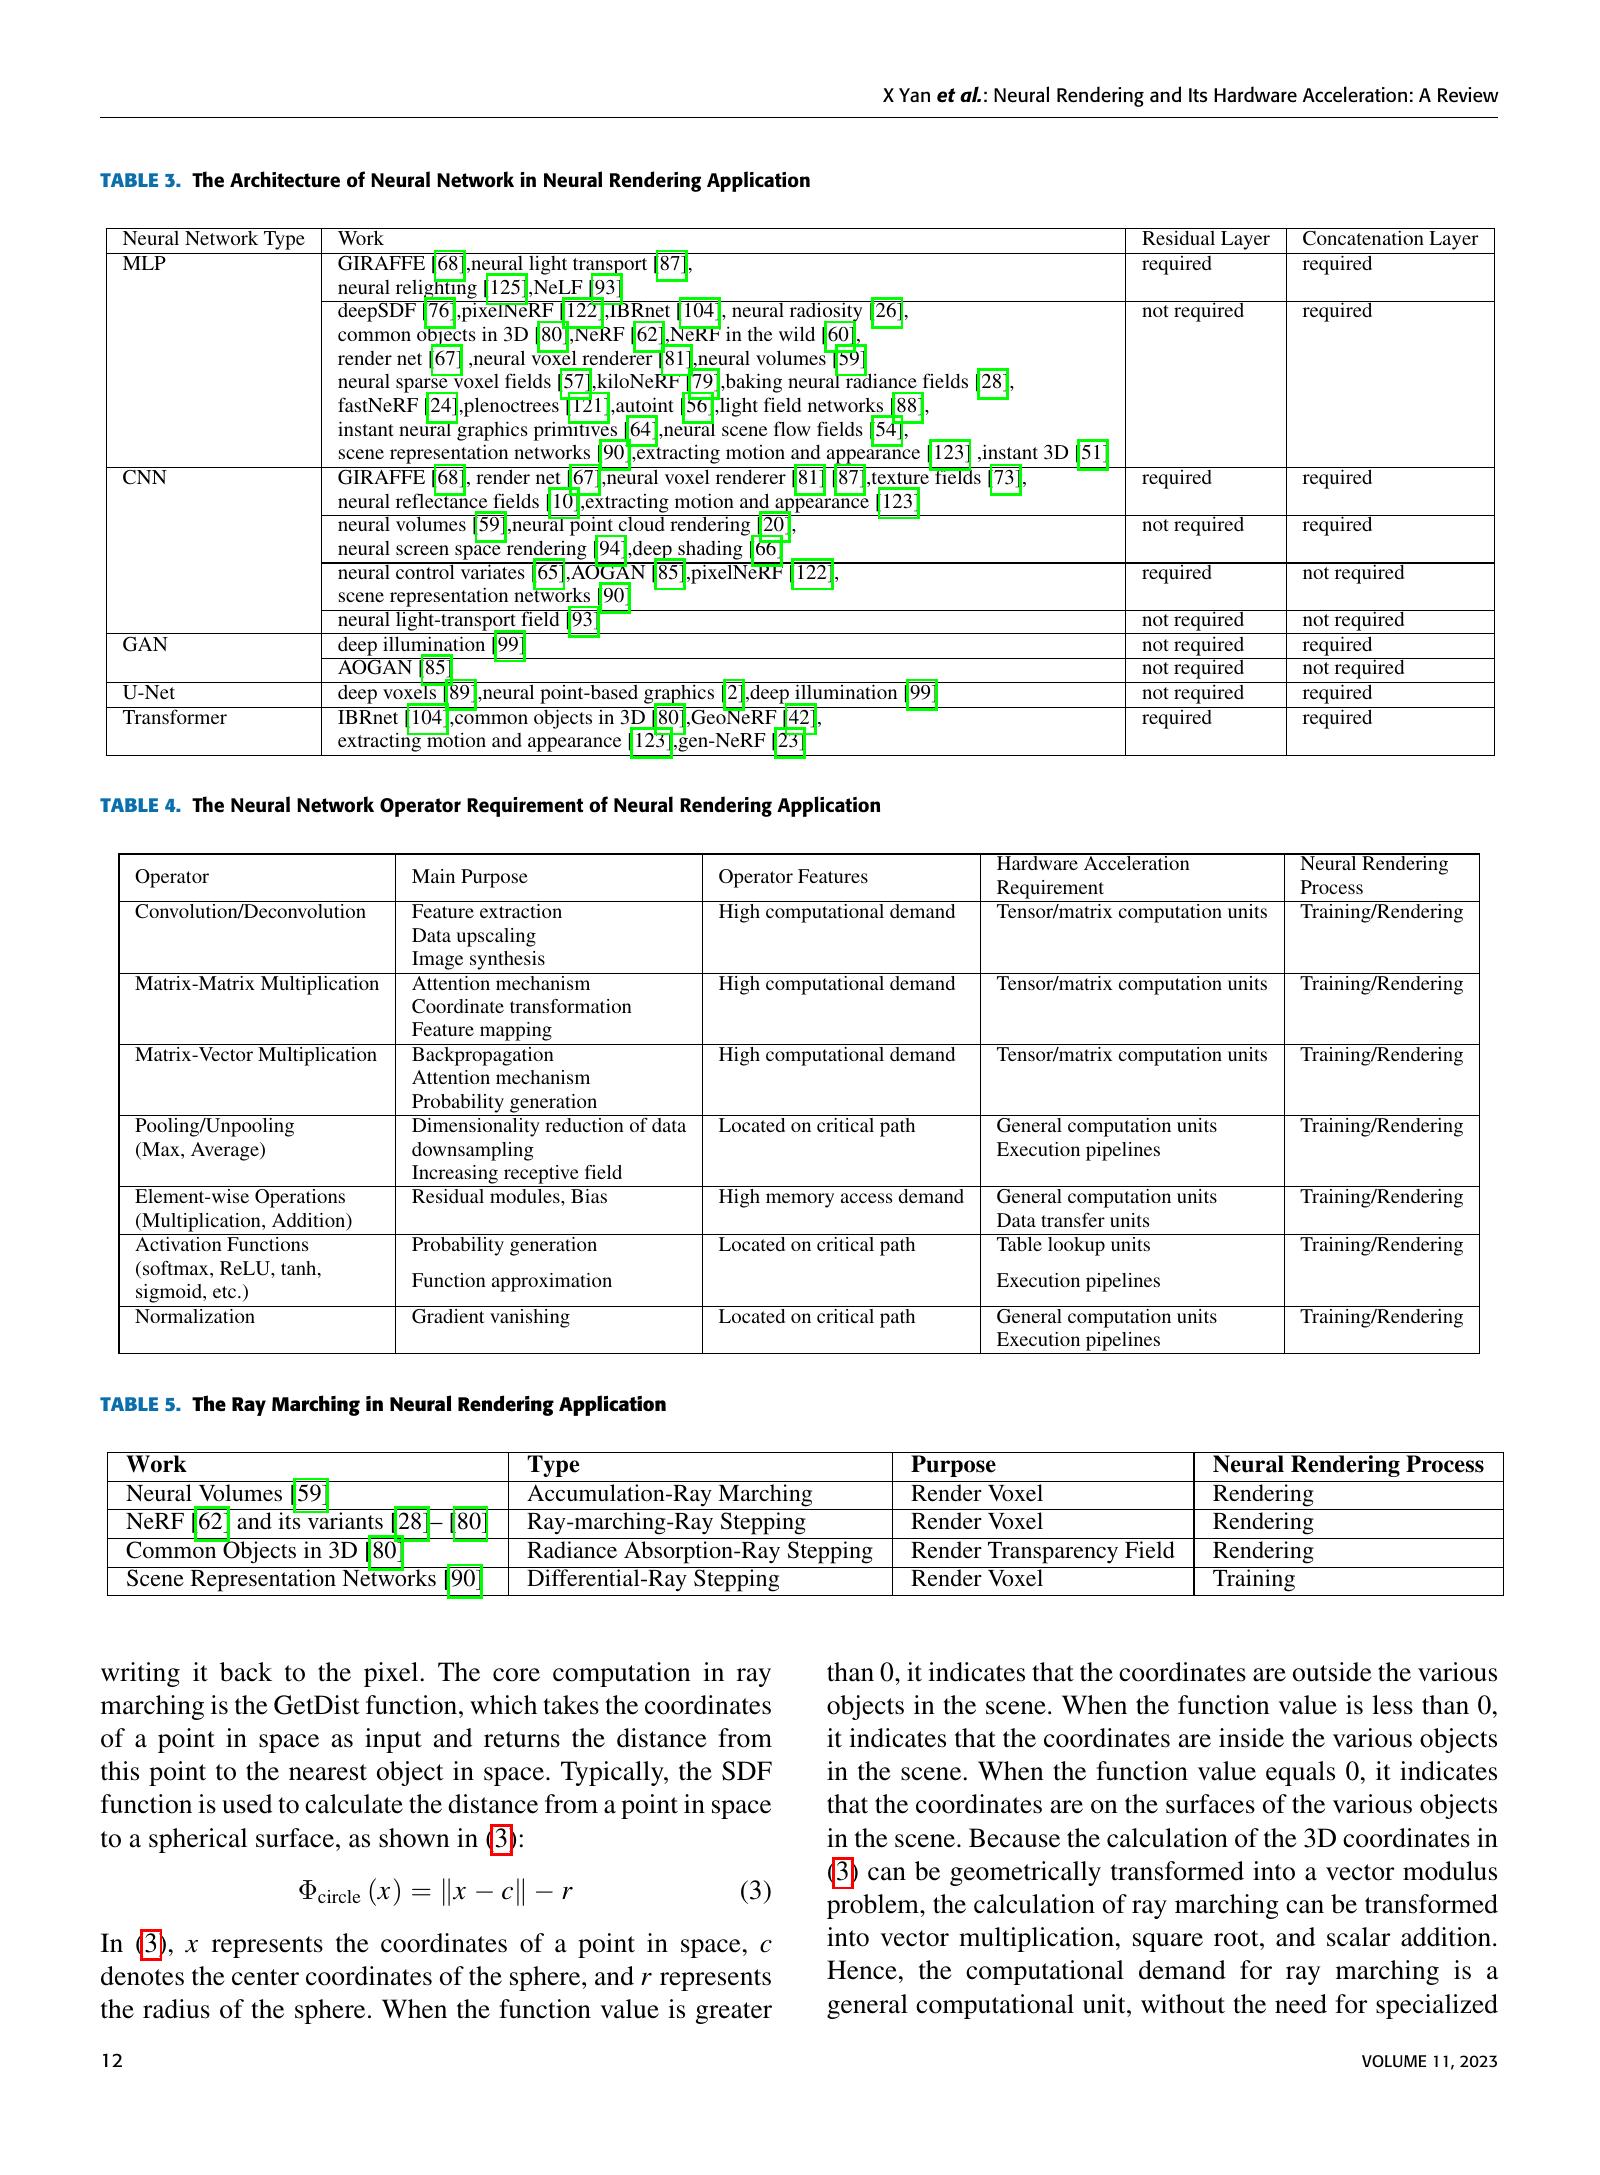 X Yan et al.: Neural Rendering and Its Hardware Acceleration: A Review
TABLE 3. The Architecture of Neural Network in Neural Rendering Application
Neural Network Type Work Residual Layer Concatenation Layer
MLP GIRAFFE [68],neural light transport [87], required required
neural relighting [125],NeLF [93]
deepSDF [76],pixelNeRF [122],IBRnet [104], neural radiosity [26], not required required
common objects in 3D [80],NeRF [62],NeRF in the wild [60],
render net [67] ,neural voxel renderer [81],neural volumes [59]
neural sparse voxel fields [57],kiloNeRF [79],baking neural radiance fields [28],
fastNeRF [24],plenoctrees [121],autoint [56],light field networks [88],
instant neural graphics primitives [64],neural scene flow fields [54],
scene representation networks [90],extracting motion and appearance [123] ,instant 3D [51]
CNN GIRAFFE [68], render net [67],neural voxel renderer [81] [87],texture fields [73], required required
neural reflectance fields [10],extracting motion and appearance [123]
neural volumes [59],neural point cloud rendering [20], not required required
neural screen space rendering [94],deep shading [66]
neural control variates [65],AOGAN [85],pixelNeRF [122], required not required
scene representation networks [90]
neural light-transport field [93] not required not required
GAN deep illumination [99] not required required
AOGAN [85] not required not required
U-Net deep voxels [89],neural point-based graphics [2],deep illumination [99] not required required
Transformer IBRnet [104],common objects in 3D [80],GeoNeRF [42], required required
extracting motion and appearance [123],gen-NeRF [23]
TABLE 4. The Neural Network Operator Requirement of Neural Rendering Application
Operator Main Purpose Operator Features Hardware Acceleration Requirement Neural Rendering Process
Convolution/Deconvolution Feature extraction High computational demand Tensor/matrix computation units Training/Rendering
Data upscaling
Image synthesis
Matrix-Matrix Multiplication Attention mechanism High computational demand Tensor/matrix computation units Training/Rendering
Coordinate transformation
Feature mapping
Matrix-Vector Multiplication Backpropagation High computational demand Tensor/matrix computation units Training/Rendering
Attention mechanism
Probability generation
Pooling/Unpooling Dimensionality reduction of data Located on critical path General computation units Training/Rendering
(Max, Average) downsampling Execution pipelines
Increasing receptive field
Element-wise Operations Residual modules, Bias High memory access demand General computation units Training/Rendering
(Multiplication, Addition) Data transfer units
Activation Functions Probability generation Located on critical path Table lookup units Training/Rendering
(softmax, ReLU, tanh, Function approximation Execution pipelines
sigmoid, etc.)
Normalization Gradient vanishing Located on critical path General computation units Training/Rendering
Execution pipelines
TABLE 5. The Ray Marching in Neural Rendering Application
Work Type Purpose Neural Rendering Process
Neural Volumes [59] Accumulation-Ray Marching Render Voxel Rendering
NeRF [62] and its variants [28]– [80] Ray-marching-Ray Stepping Render Voxel Rendering
Common Objects in 3D [80] Radiance Absorption-Ray Stepping Render Transparency Field Rendering
Scene Representation Networks [90] Differential-Ray Stepping Render Voxel Training
writing it back to the pixel. The core computation in ray
marching is the GetDist function, which takes the coordinates
of a point in space as input and returns the distance from
this point to the nearest object in space. Typically, the SDF
function is used to calculate the distance from a point in space
to a spherical surface, as shown in (3):
Φcircle (x) = ∥x − c∥ − r (3)
In (3), x represents the coordinates of a point in space, c
denotes the center coordinates of the sphere, and r represents
the radius of the sphere. When the function value is greater
than 0, it indicates that the coordinates are outside the various
objects in the scene. When the function value is less than 0,
it indicates that the coordinates are inside the various objects
in the scene. When the function value equals 0, it indicates
that the coordinates are on the surfaces of the various objects
in the scene. Because the calculation of the 3D coordinates in
(3) can be geometrically transformed into a vector modulus
problem, the calculation of ray marching can be transformed
into vector multiplication, square root, and scalar addition.
Hence, the computational demand for ray marching is a
general computational unit, without the need for specialized
12
VOLUME 11, 2023